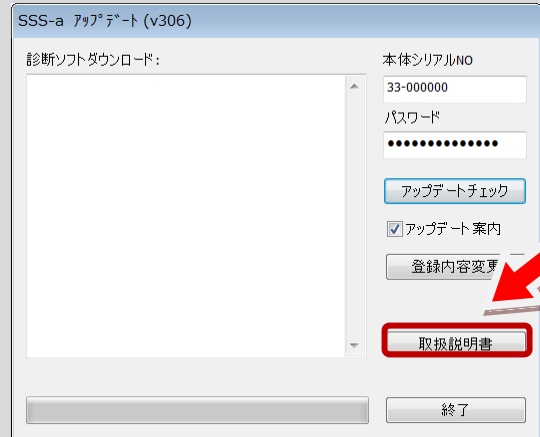 SSS-a ｱｯﾌﾟﾃﾞｰﾄ (v306)
診断ソフトダウンロード:
本体シリアルNO
33-000000
パスワード
●●●●●●●●●●●●●●
アップデートチェック
アップデート案内
登録内容変更
取扱説明書
終了